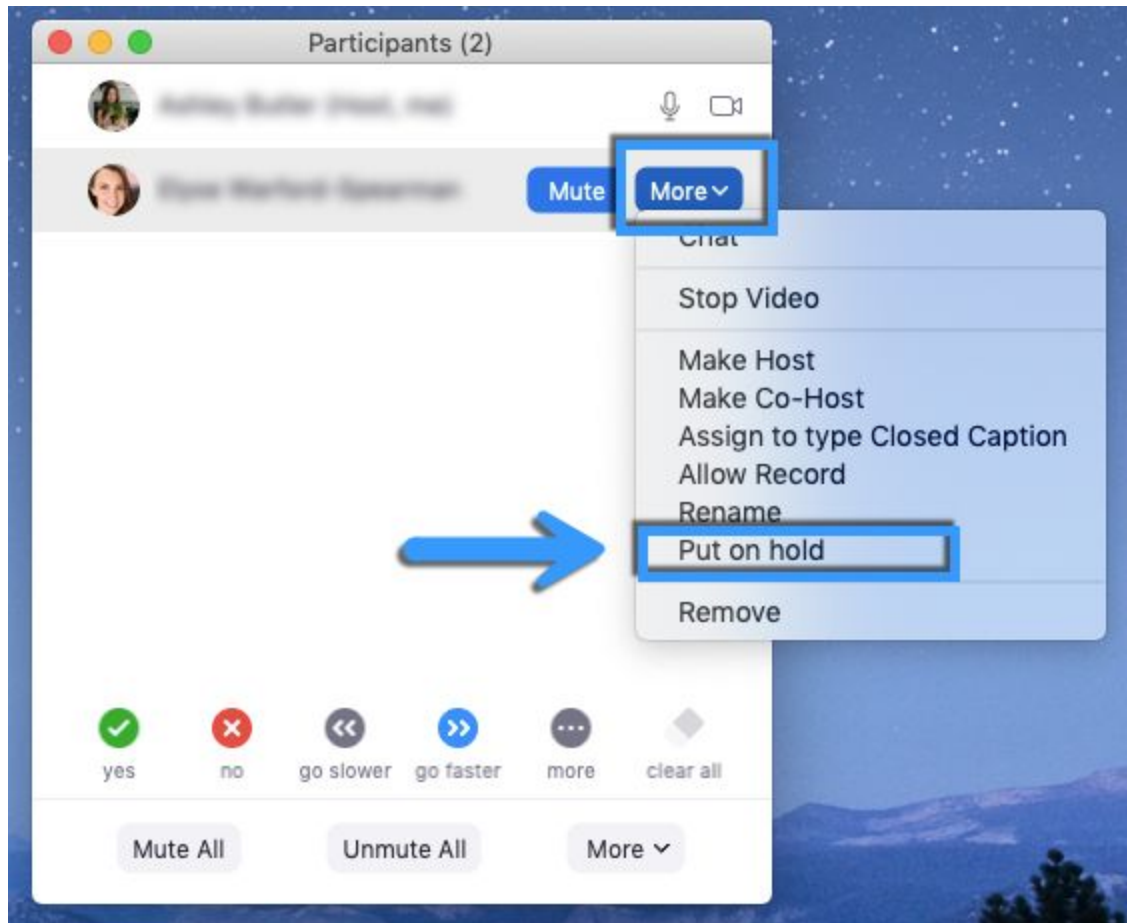 Participants (2)
Mute
More
Chat
Stop Video
Make Host
Make Co-Host
Assign to type Closed Caption
Allow Record
Rename
Put on hold
Remove
yes no go slower go faster more clear all
Mute All Unmute All More